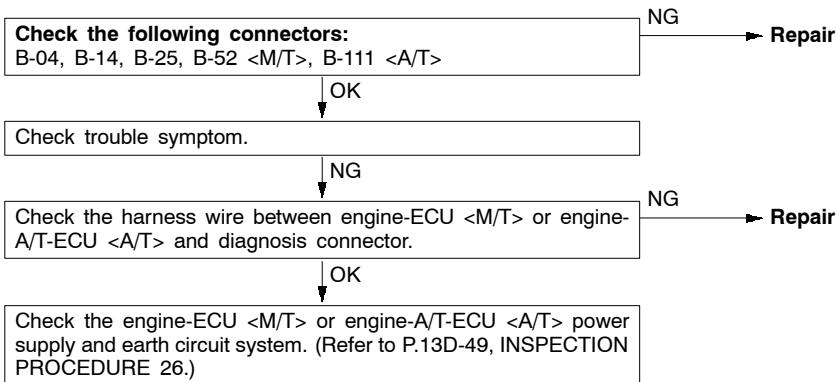 Check the following connectors:
B-04, B-14, B-25, B-52 <M/T>, B-111 <A/T>
NG
Repair
OK
Check trouble symptom.
NG
Check the harness wire between engine-ECU <M/T> or engine-
A/T-ECU <A/T> and diagnosis connector.
NG
Repair
OK
Check the engine-ECU <M/T> or engine-A/T-ECU <A/T> power
supply and earth circuit system. (Refer to P.13D-49, INSPECTION
PROCEDURE 26.)